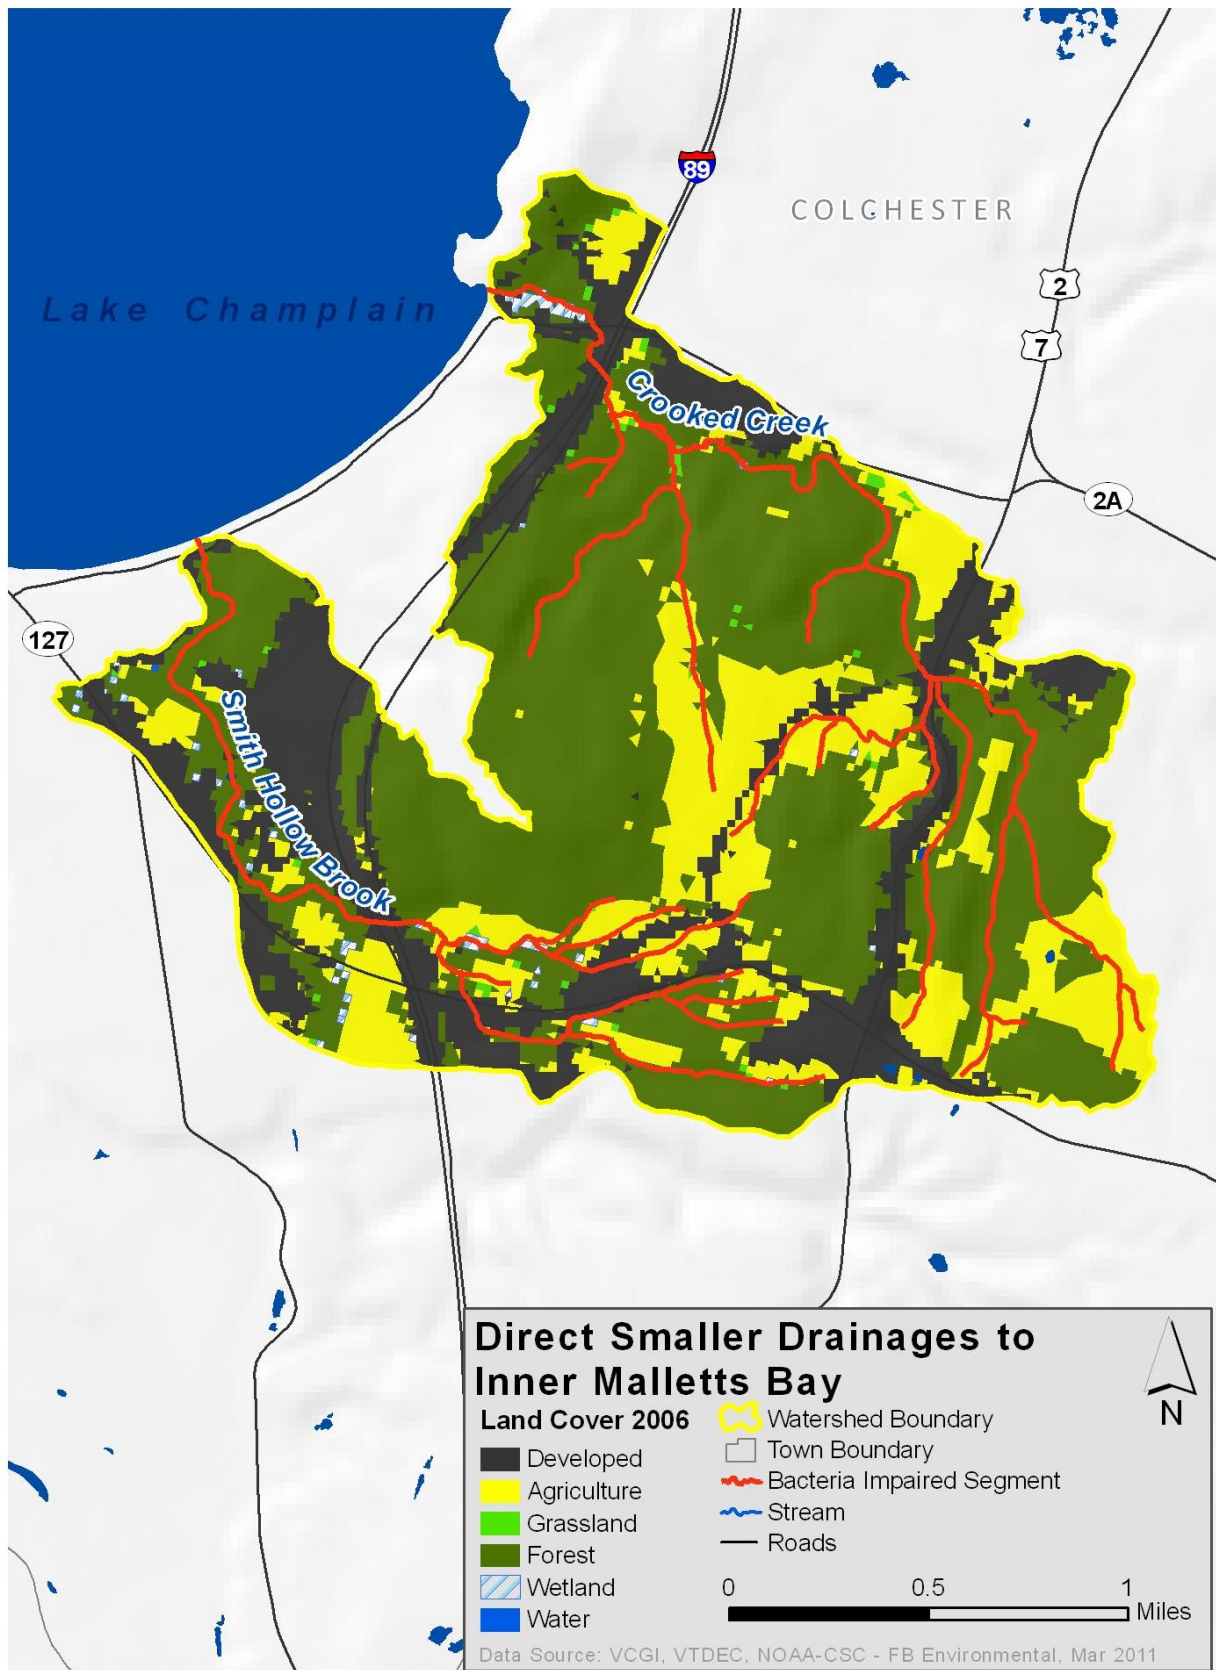 89
COLCHESTER
2
Lake Champlain
7
Crooked Creek
2A
127
Smith Hollow Brook
Direct Smaller Drainages to
Inner Malletts Bay
N
Land Cover 2006
Developed
Agriculture
Grassland
Forest
Wetland
Water
Watershed Boundary
Town Boundary
Bacteria Impaired Segment
Stream
Roads
0 0.5 1
Miles
Data Source: VCGI, VTDEC, NOAA-CSC - FB Environmental, Mar 2011